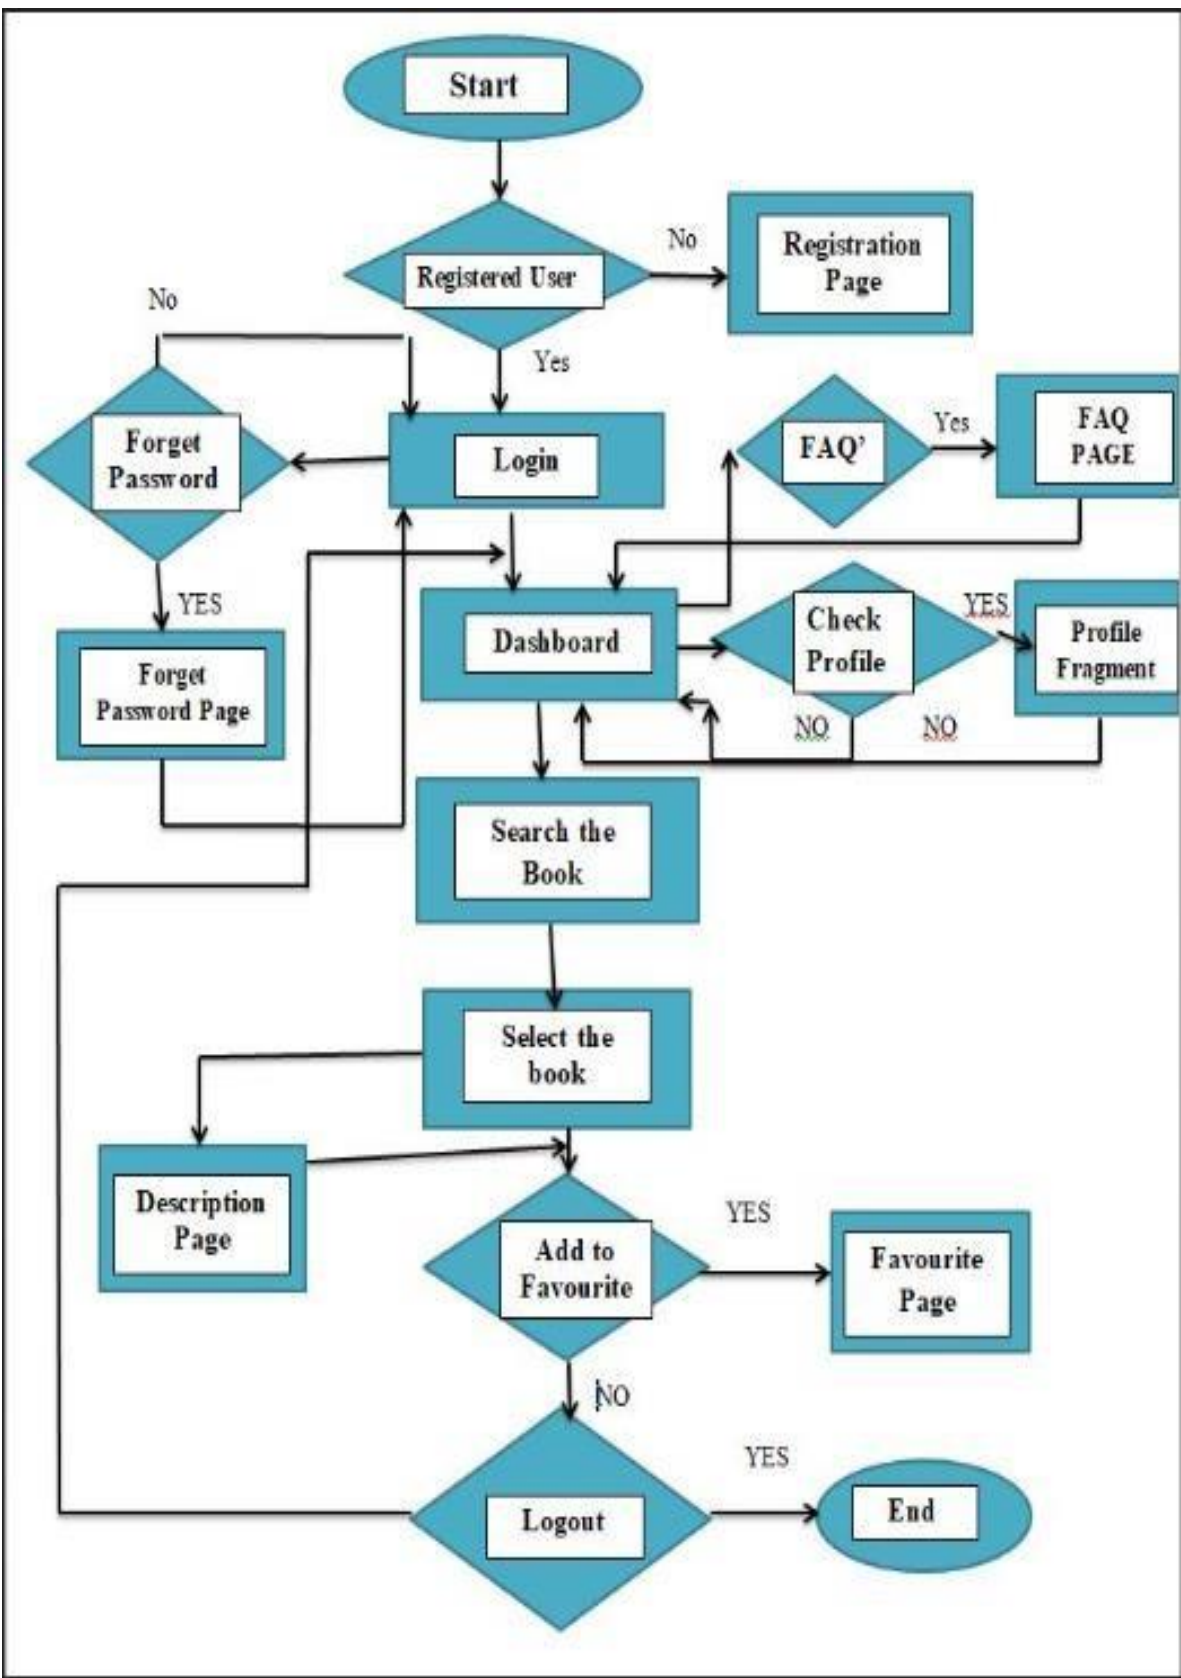 Start
No
Registration
Page
Registered User
No
Yes
Forget
Password
Login
FAQ'
Yes
FAQ
PAGE
YES
Dashboard
Check
Profile
YES
Profile
Fragment
Forget
Password Page
NO
NO
Search the
Book
Select the
book
Description
Page
Add to
Favourite
YES
Favourite
Page
NO
Logout
YES
End